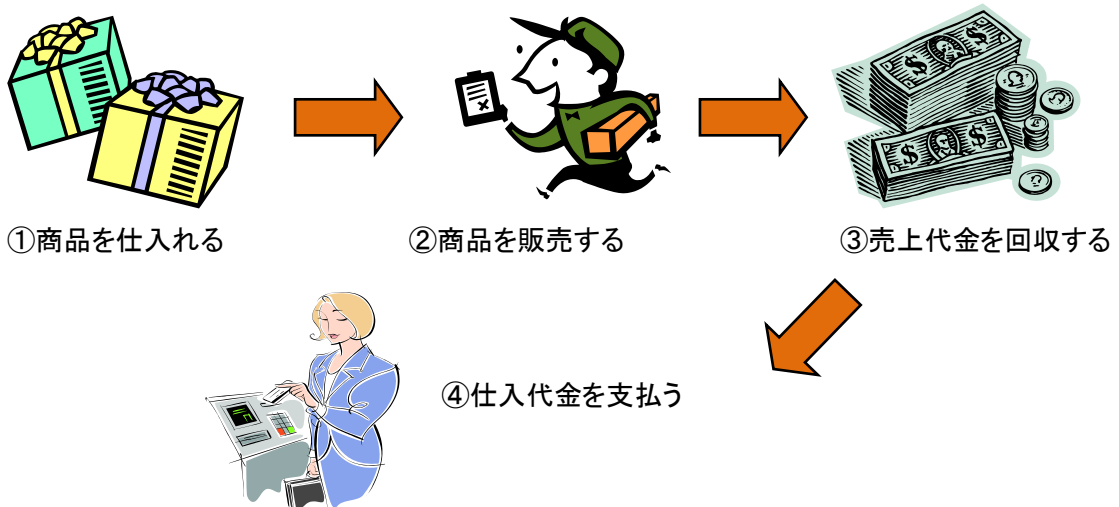 ①商品を仕入れる
②商品を販売する
③売上代金を回収する
④仕入代金を支払う